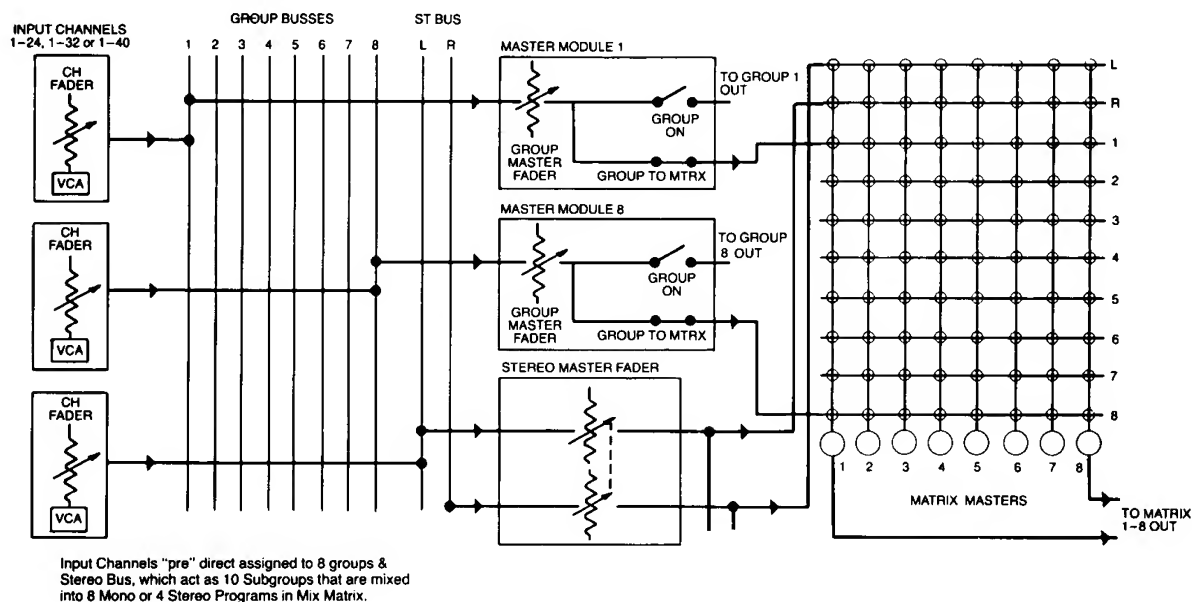 INPUT CHANNELS
1–24, 1–32 or 1–40
GROUP BUSSES
1 2 3 4 5 6 7 8
ST BUS
L R
CH
FADER
VCA
CH
FADER
VCA
CH
FADER
VCA
MASTER MODULE 1
GROUP
MASTER
FADER
GROUP
ON
TO GROUP 1
OUT
GROUP TO MTRX
MASTER MODULE 8
GROUP
MASTER
FADER
GROUP
ON
TO GROUP
8 OUT
GROUP TO MTRX
STEREO MASTER FADER
L
R
1
2
3
4
5
6
7
8
1 2 3 4 5 6 7 8
MATRIX MASTERS
TO MATRIX
1–8 OUT
Input Channels "pre" direct assigned to 8 groups &
Stereo Bus, which act as 10 Subgroups that are mixed
into 8 Mono or 4 Stereo Programs in Mix Matrix.